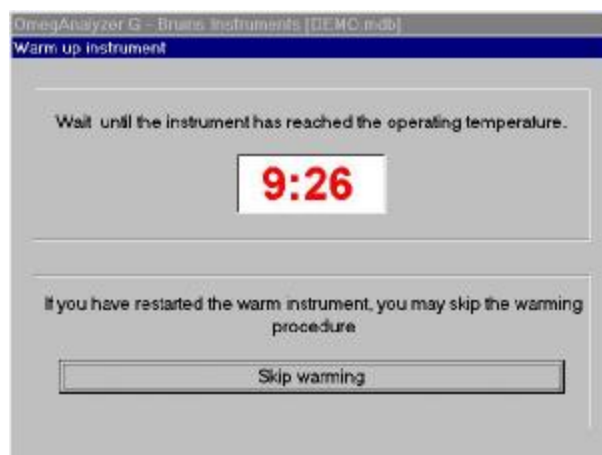 OmegAnalyzer G - Bruins Instruments [DEMO.mdb]
Warm up instrument
Wait until the instrument has reached the operating temperature.
9:26
If you have restarted the warm instrument, you may skip the warming
procedure
Skip warming